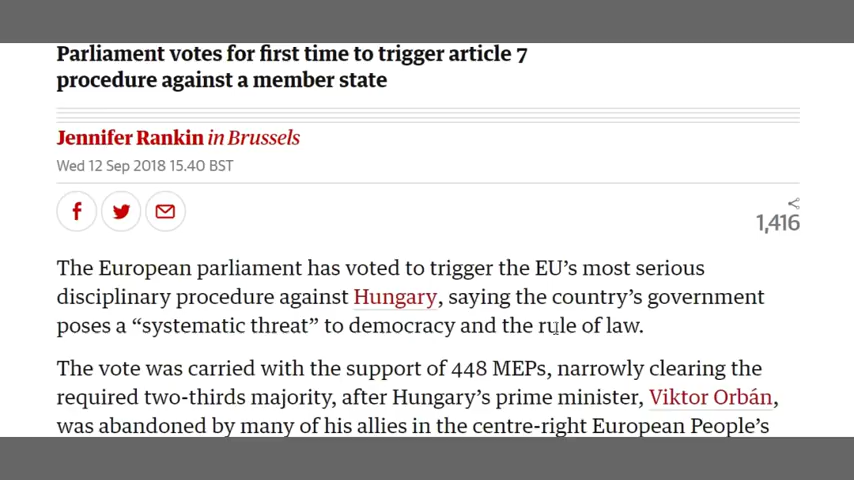 Parliament votes for first time to trigger article 7
procedure against a member state
Jennifer Rankin in Brussels
Wed 12 Sep 2018 15.40 BST
1,416
The European parliament has voted to trigger the EU’s most serious
disciplinary procedure against Hungary, saying the country’s government
poses a “systematic threat” to democracy and the rule of law.
The vote was carried with the support of 448 MEPs, narrowly clearing the
required two-thirds majority, after Hungary’s prime minister, Viktor Orbán,
was abandoned by many of his allies in the centre-right European People’s